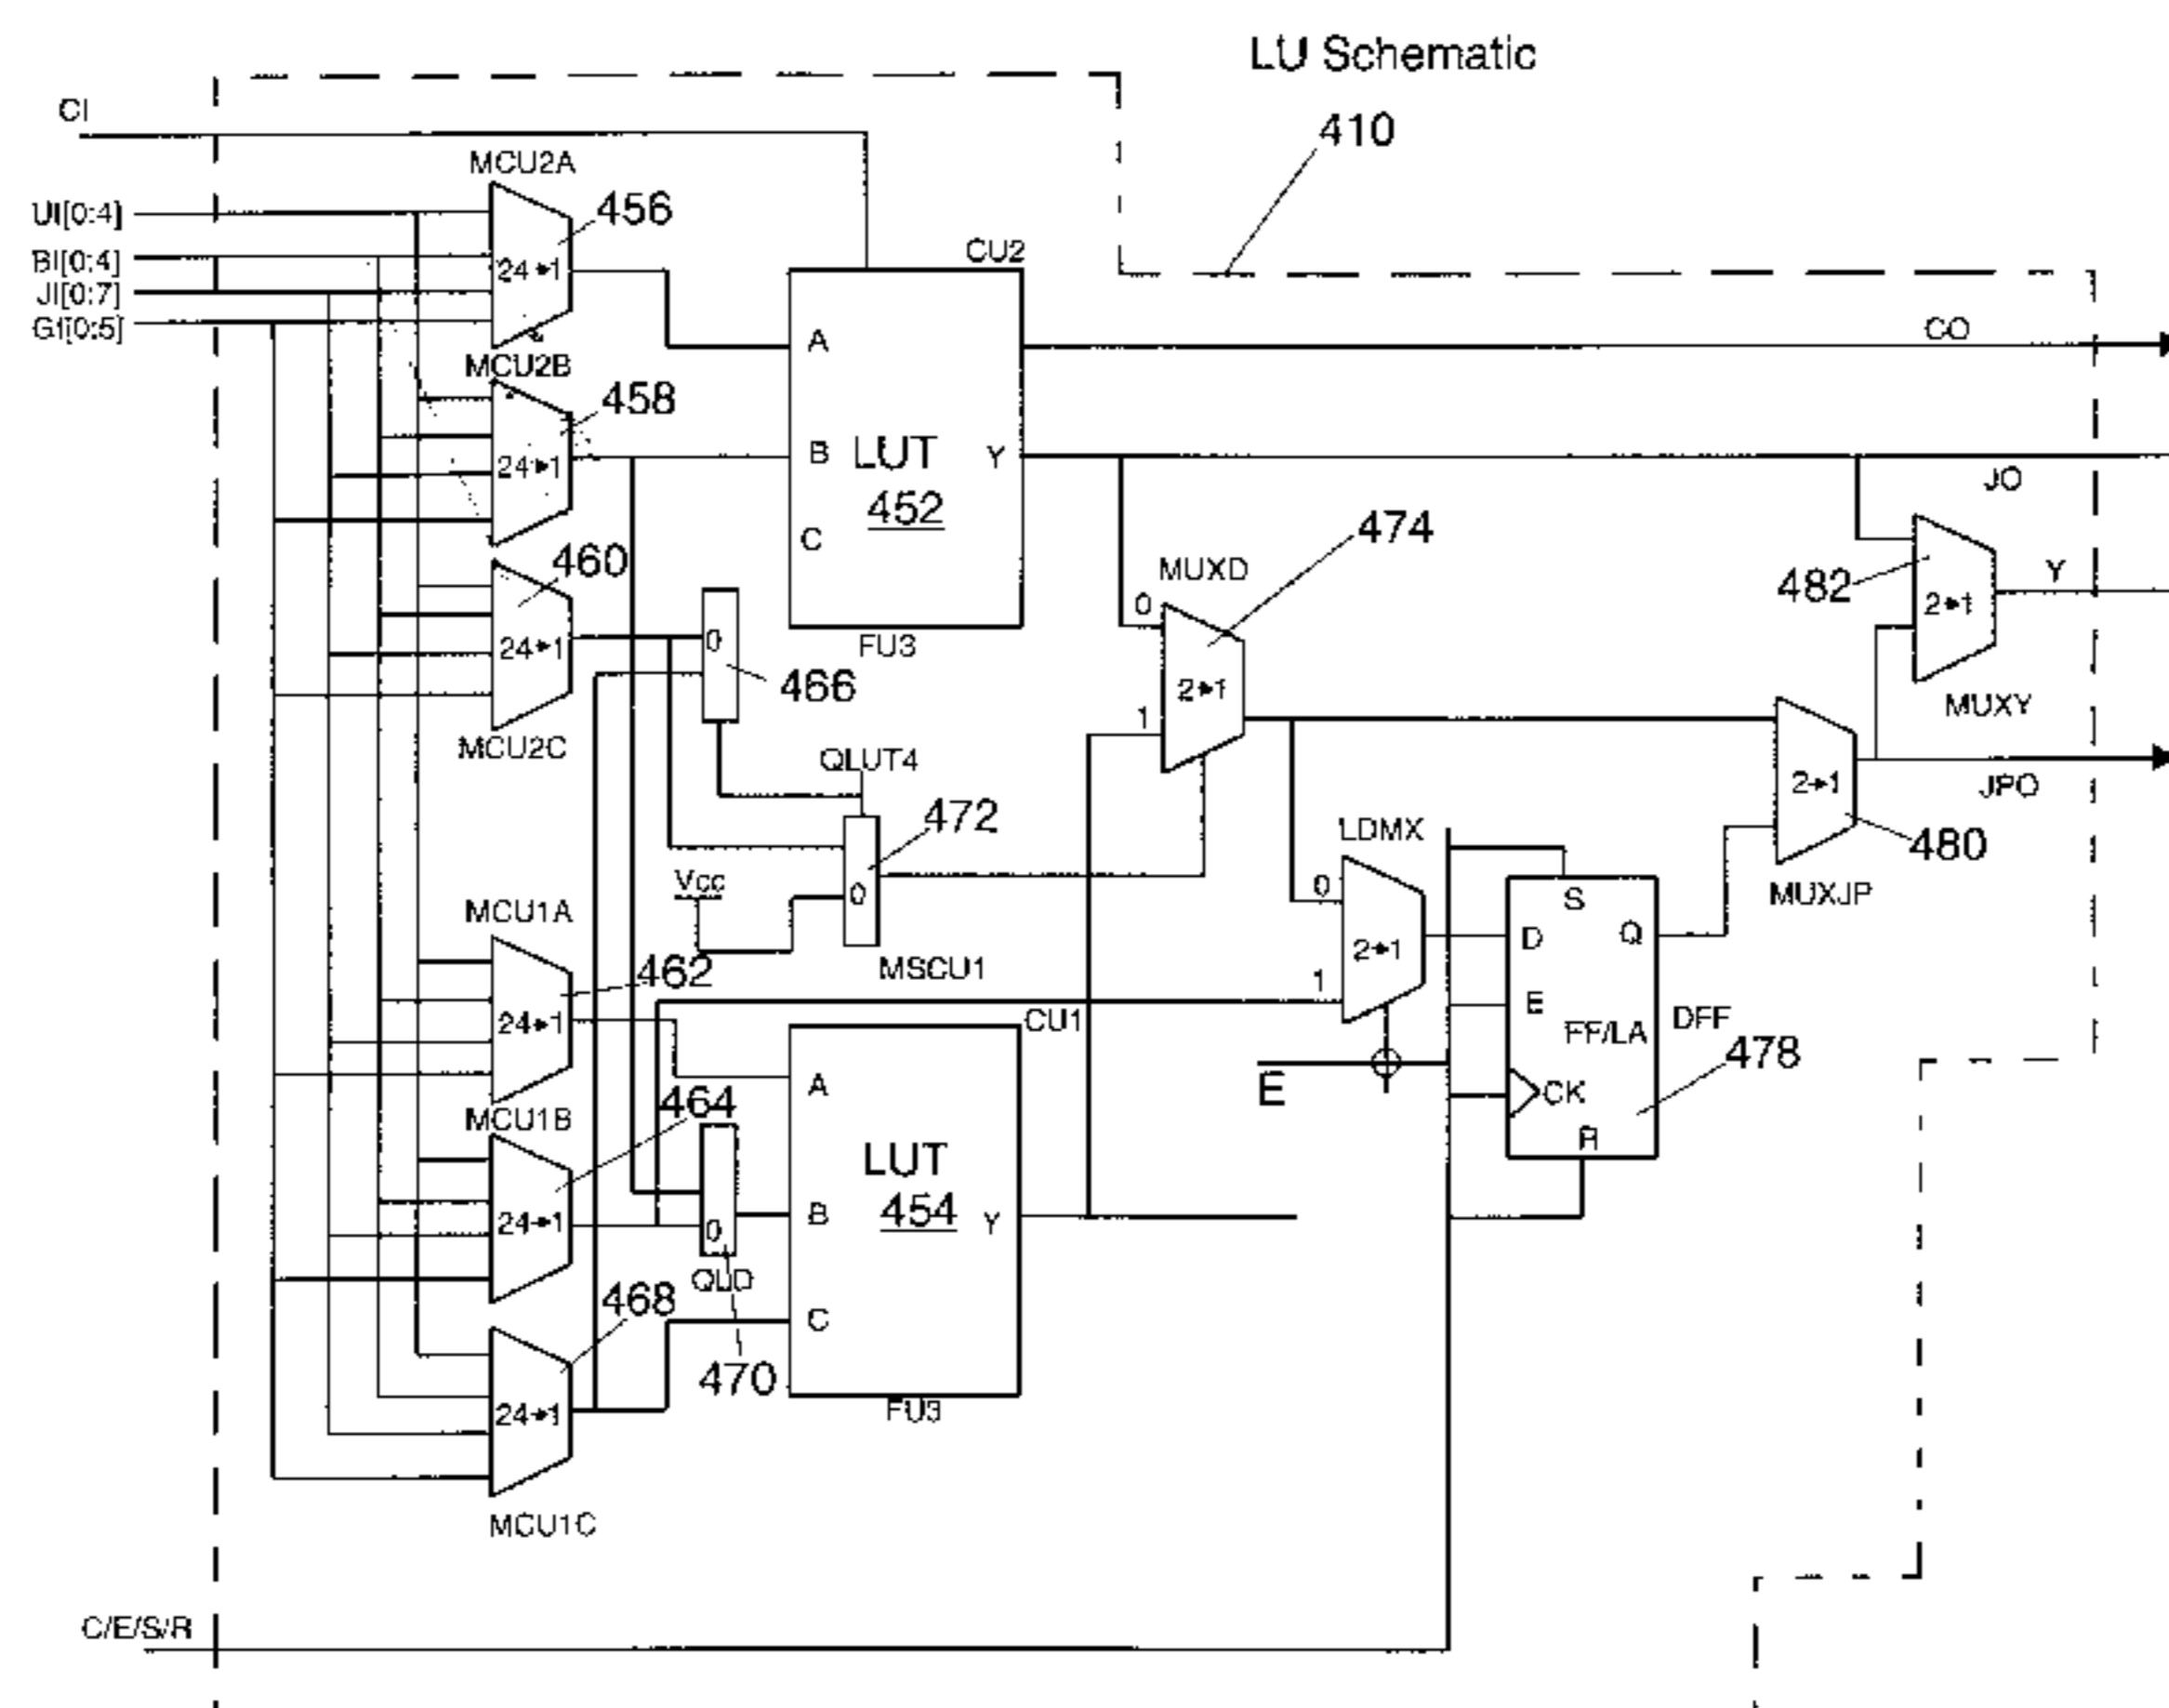 LU Schematic
410
CI
MCU2A
UI[0:4]
BI[0:4]
JI[0:7]
GI[0:5]
24→1
456
CU2
A
CO
MCU2B
458
24→1
B
LUT
452
Y
C
FU3
JO
474
MUXD
0
1
2→1
482
2→1
Y
MUXY
460
24→1
MCU2C
0
466
QLUT4
472
Vcc
0
MSCU1
2→1
JPO
480
MUXJP
LDMX
0
1
2→1
S
D
Q
E
FF/LA
DFF
478
CK
R
E
MCU1A
462
24→1
CU1
A
MCU1B
464
24→1
0
QLD
470
LUT
454
B
Y
C
FU3
468
24→1
MCU1C
C/E/S/R